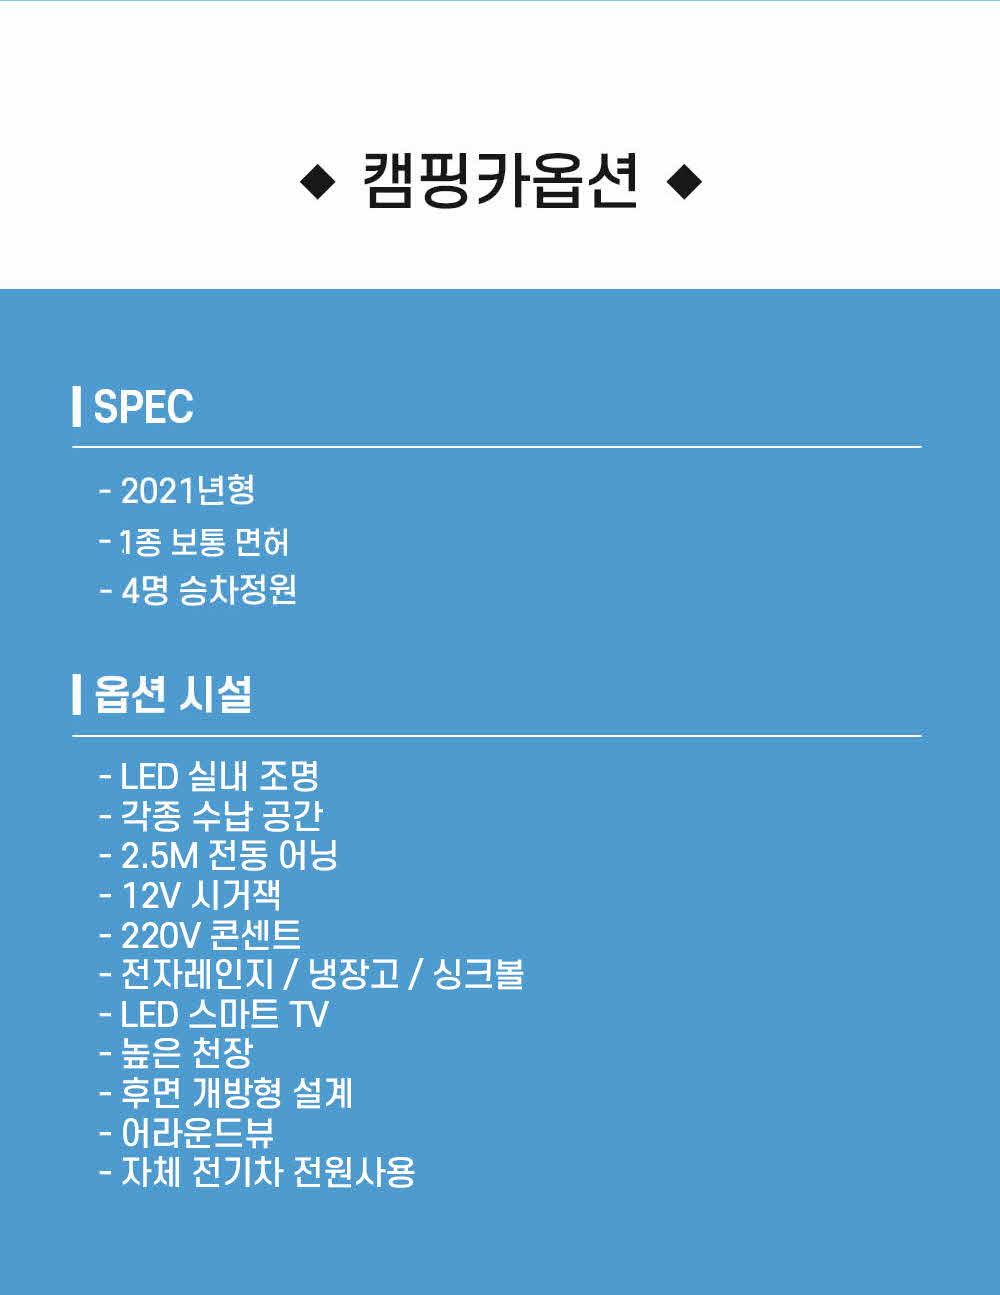 ◆ 캠핑카옵션 ◆
SPEC
- 2021년형
- 1종 보통 면허
- 4명 승차정원
옵션 시설
- LED 실내 조명
- 각종 수납 공간
- 2.5M 전동 어닝
- 12V 시거잭
- 220V 콘센트
- 전자레인지 / 냉장고 / 싱크볼
- LED 스마트 TV
- 높은 천장
- 후면 개방형 설계
- 어라운드뷰
- 자체 전기차 전원사용